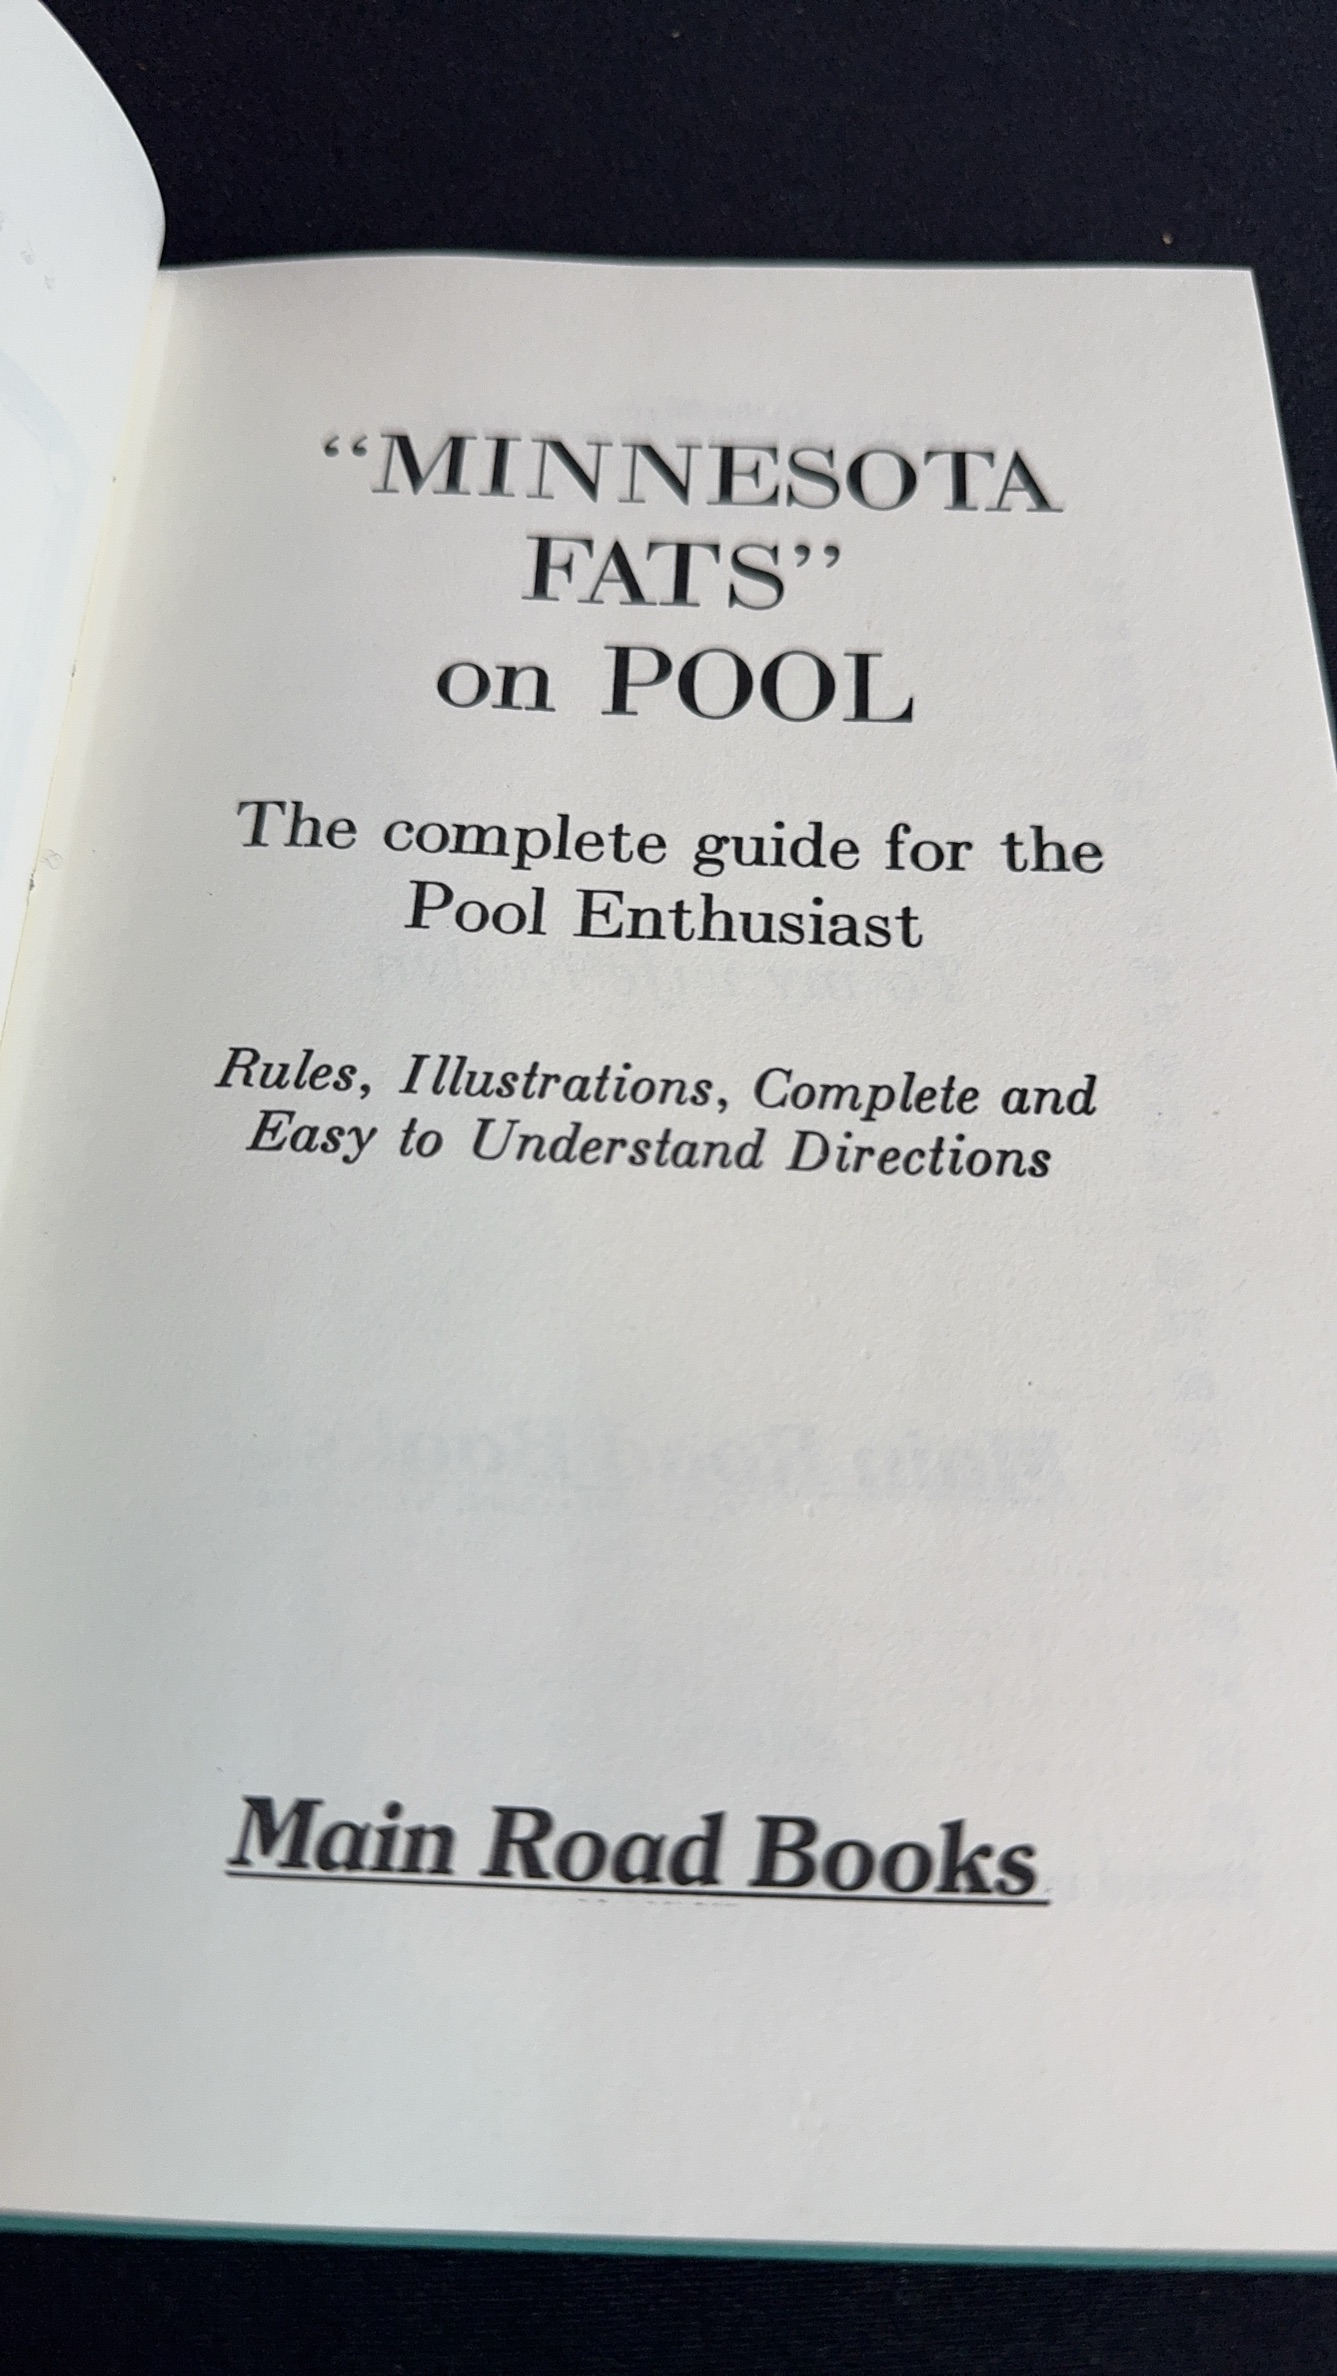 “MINNESOTA
FATS”
on POOL
The complete guide for the
Pool Enthusiast
Rules, Illustrations, Complete and
Easy to Understand Directions
Main Road Books